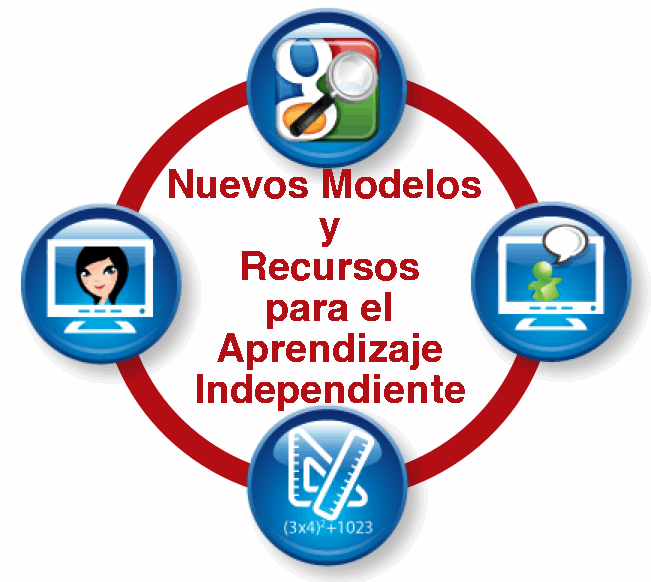 g
Nuevos Modelos
y
Recursos
para el
Aprendizaje
Independiente
(3x4)²+1023